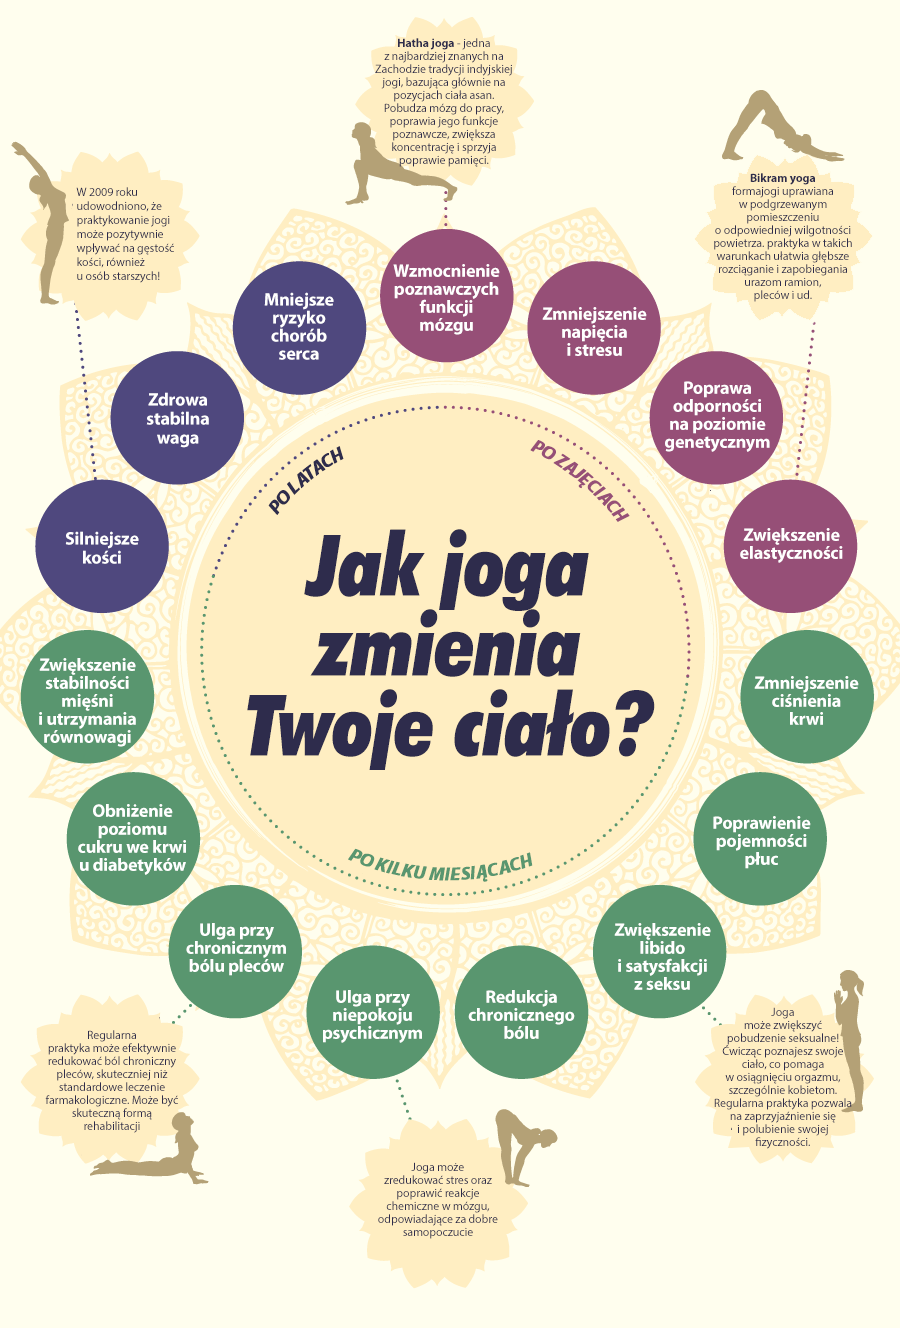 Hatha joga - jedna
z najbardziej znanych na
Zachodzie tradycji indyjskiej
jogi, bazująca głównie na
pozycjach ciała asan.
Pobudza mózg do pracy,
poprawia jego funkcje
poznawcze, zwiększa
koncentrację i sprzyja
poprawie pamięci.
W 2009 roku
udowodniono, że
praktykowanie jogi
może pozytywnie
wpływać na gęstość
kości, również
u osób starszych!
Bikram yoga
formajogi uprawiana
w podgrzewanym
pomieszczeniu
o odpowiedniej wilgotności
powietrza. praktyka w takich
warunkach ułatwia głębsze
rozciąganie i zapobiegania
urazom ramion,
pleców i ud.
Wzmocnienie
poznawczych
funkcji
mózgu
Zmniejszenie
napięcia
i stresu
Poprawa
odporności
na poziomie
genetycznym
Zwiększenie
elastyczności
Mniejsze
ryzyko
chorób
serca
Zdrowa
stabilna
waga
Silniejsze
kości
PO LATACH
PO ZAJĘCIACH
Jak joga
zmienia
Twoje ciało?
PO KILKU MIESIĄCACH
Zmniejszenie
ciśnienia
krwi
Poprawienie
pojemności
płuc
Zwiększenie
libido
i satysfakcji
z seksu
Redukcja
chronicznego
bólu
Ulga przy
niepokoju
psychicznym
Ulga przy
chronicznym
bólu pleców
Obniżenie
poziomu
cukru we krwi
u diabetyków
Zwiększenie
stabilności
mięśni
i utrzymania
równowagi
Regularna
praktyka może efektywnie
redukować ból chroniczny
pleców, skuteczniej niż
standardowe leczenie
farmakologiczne. Może być
skuteczną formą
rehabilitacji
Joga może
zredukować stres oraz
poprawić reakcje
chemiczne w mózgu,
odpowiadające za dobre
samopoczucie
Joga
może zwiększyć
pobudzenie seksualne!
Ćwicząc poznajesz swoje
ciało, co pomaga
w osiągnięciu orgazmu,
szczególnie kobietom.
Regularna praktyka pozwala
na zaprzyjaźnienie się
i polubienie swojej
fizyczności.